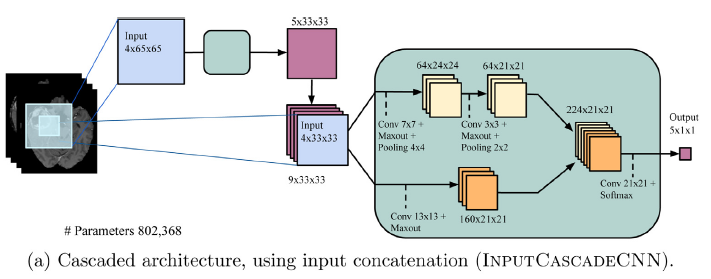 Input
4x65x65
5x33x33
Input
4x33x33
9x33x33
64x24x24
64x21x21
Conv 7x7 +
Maxout +
Pooling 4x4
Conv 3x3 +
Maxout +
Pooling 2x2
224x21x21
Output
5x1x1
Conv 21x21 +
Softmax
Conv 13x13 +
Maxout
160x21x21
# Parameters 802,368
(a) Cascaded architecture, using input concatenation (INPUTCASCADECNN).